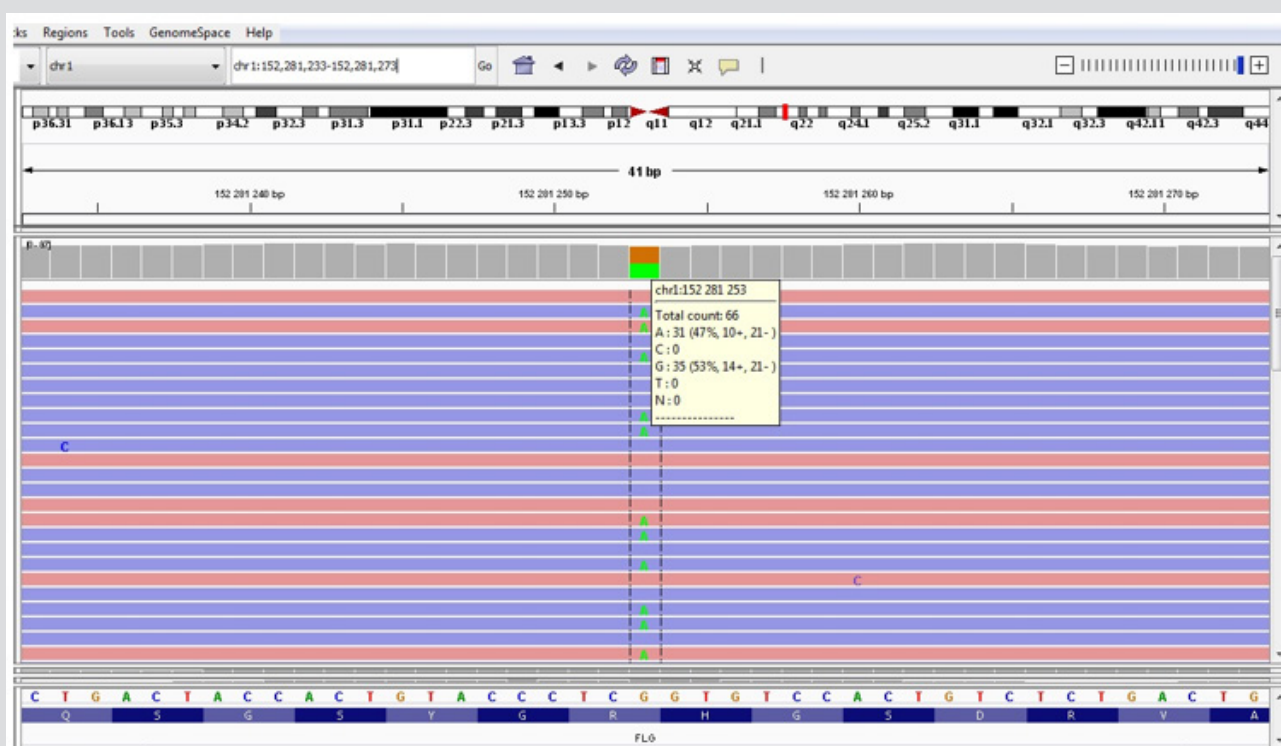 ks Regions Tools GenomeSpace Help
chr1 chr1:152,281,233-152,281,273 Go
p36.31 p36.13 p35.3 p34.2 p32.3 p31.3 p31.1 p22.3 p21.3 p13.3 p12 q11 q12 q21.1 q22 q24.1 q25.2 q31.1 q32.1 q32.3 q42.11 q42.3 q44
41 bp
152 281 240 bp 152 281 250 bp 152 281 260 bp 152 281 270 bp
[0 - 87]
chr1:152 281 253
Total count: 66
A : 31 (47%, 10+, 21- )
C : 0
G : 35 (53%, 14+, 21- )
T : 0
N : 0
---------------
A
A
A
A
A
C
A
A
A
C
A
A
A
C T G A C T A C C A C T G T A C C C T C G G T G T C C A C T G T C T C T G A C T G
Q S G S Y G R H G S D R V A
FLG